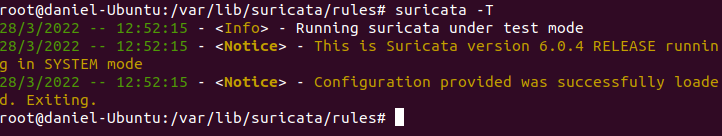 root@daniel-Ubuntu:/var/lib/suricata/rules# suricata -T
28/3/2022 -- 12:52:15 - <Info> - Running suricata under test mode
28/3/2022 -- 12:52:15 - <Notice> - This is Suricata version 6.0.4 RELEASE runnin
g in SYSTEM mode
28/3/2022 -- 12:52:15 - <Notice> - Configuration provided was successfully loade
d. Exiting.
root@daniel-Ubuntu:/var/lib/suricata/rules#